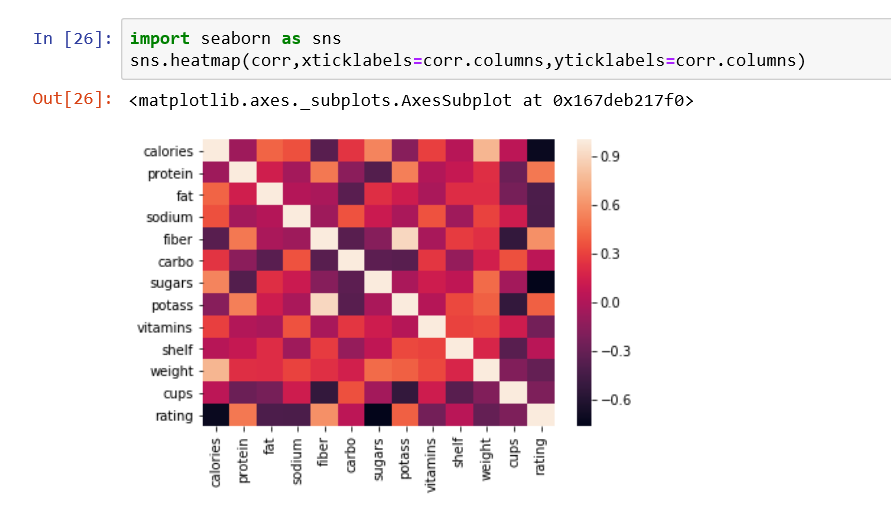 In [26]: import seaborn as sns
sns.heatmap(corr,xticklabels=corr.columns,yticklabels=corr.columns)
Out[26]: <matplotlib.axes._subplots.AxesSubplot at 0x167deb217f0>
calories
protein
fat
sodium
fiber
carbo
sugars
potass
vitamins
shelf
weight
cups
rating
calories
protein
fat
sodium
fiber
carbo
sugars
potass
vitamins
shelf
weight
cups
rating
0.9
0.6
0.3
0.0
−0.3
−0.6